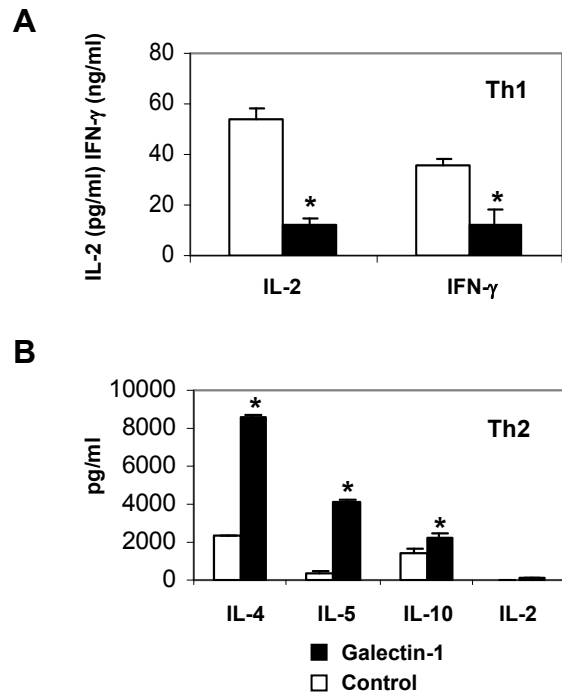 A
IL-2 (pg/ml) IFN-γ (ng/ml)
80
60
40
20
0
Th1
*
*
IL-2
IFN-γ
B
pg/ml
10000
8000
6000
4000
2000
0
Th2
*
*
*
IL-4
IL-5
IL-10
IL-2
Galectin-1
Control